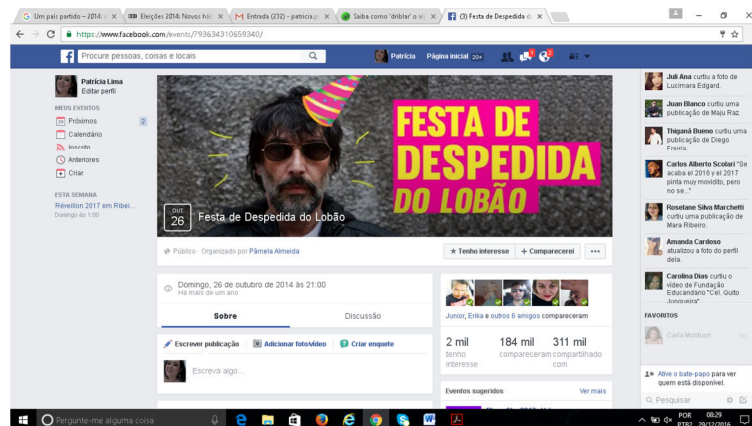 Um país partido – 2014:
Eleições 2014: Novos hál
Entrada (232) - patricia.p
Saiba como 'driblar' o al
(3) Festa de Despedida d
https://www.facebook.com/events/793634310659340/
Procure pessoas, coisas e locais
Patrícia
Página inicial 20+
Patrícia Lima
Editar perfil
MEUS EVENTOS
Próximos 2
Calendário
Inscrito
Anteriores
Criar
ESTA SEMANA
Réveillon 2017 em Ribei...
Domingo às 1:00
FESTA DE
DESPEDIDA
DO LOBÃO
OUT
26
Festa de Despedida do Lobão
Público · Organizado por Pâmela Almeida
Tenho interesse
Comparecerei
Domingo, 26 de outubro de 2014 às 21:00
Há mais de um ano
Sobre
Discussão
Escrever publicação
Adicionar foto/vídeo
Criar enquete
Escreva algo...
Junior, Erika e outros 6 amigos compareceram
2 mil
tenho
interesse
184 mil
compareceram
311 mil
compartilhado
com
Eventos sugeridos
Ver mais
Juli Ana curtiu a foto de
Lucimara Edgard.
Juan Blanco curtiu uma
publicação de Maju Raz.
Thiganá Bueno curtiu uma
publicação de Diego
Freiria.
Carlos Alberto Scolari "Se
acaba el 2016 y el 2017
pinta muy movidito, pero
no se..."
Roselane Silva Marchetti
curtiu uma publicação de
Mara Ribeiro.
Amanda Cardoso
atualizou a foto do perfil
dela.
Carolina Dias curtiu o
vídeo de Fundação
Educandário "Cel. Quito
Junqueira"
FAVORITOS
Carla Montuori
Ative o bate-papo para ver
quem está disponível.
Pesquisar
Pergunte-me alguma coisa
POR
PTB2
08:29
29/12/2016